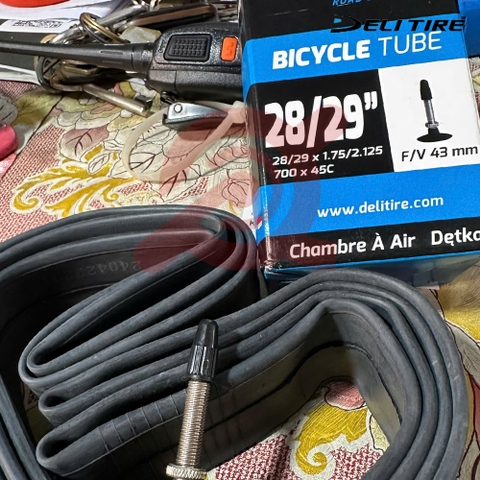 DELITIRE
BICYCLE TUBE
28/29"
28/29 x 1.75/2.125
700 x 45C
F/V 43 mm
www.delitire.com
Chambre À Air Dętka